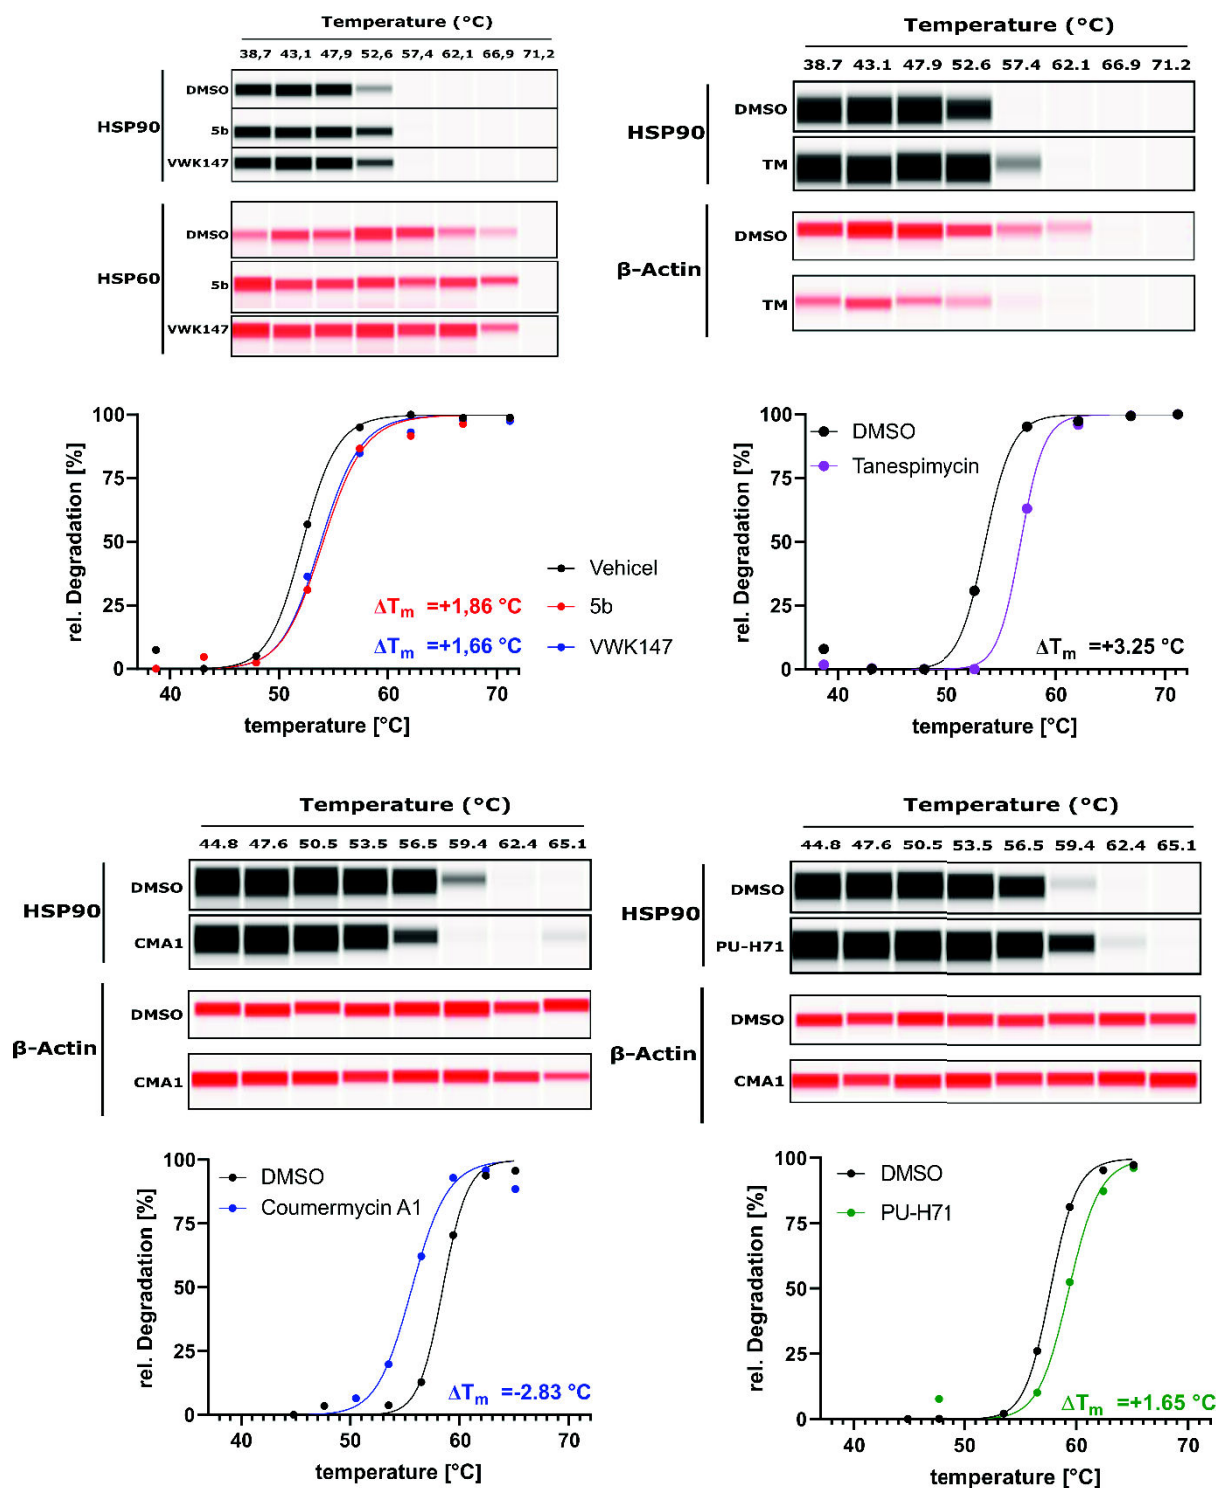 Temperature (°C)
38,7 43,1 47,9 52,6 57,4 62,1 66,9 71,2
HSP90
DMSO
5b
VWK147
HSP60
DMSO
5b
VWK147
Temperature (°C)
38.7 43.1 47.9 52.6 57.4 62.1 66.9 71.2
HSP90
DMSO
TM
β-Actin
DMSO
TM
rel. Degradation [%]
100
75
50
25
0
40 50 60 70
temperature [°C]
ΔTm =+1,86 °C
ΔTm =+1,66 °C
Vehicel
5b
VWK147
rel. Degradation [%]
100
75
50
25
0
40 50 60 70
temperature [°C]
DMSO
Tanespimycin
ΔTm =+3.25 °C
Temperature (°C)
44.8 47.6 50.5 53.5 56.5 59.4 62.4 65.1
HSP90
DMSO
CMA1
β-Actin
DMSO
CMA1
Temperature (°C)
44.8 47.6 50.5 53.5 56.5 59.4 62.4 65.1
HSP90
DMSO
PU-H71
β-Actin
DMSO
CMA1
rel. Degradation [%]
100
75
50
25
0
40 50 60 70
temperature [°C]
DMSO
Coumermycin A1
ΔTm =-2.83 °C
rel. Degradation [%]
100
75
50
25
0
40 50 60 70
temperature [°C]
DMSO
PU-H71
ΔTm =+1.65 °C